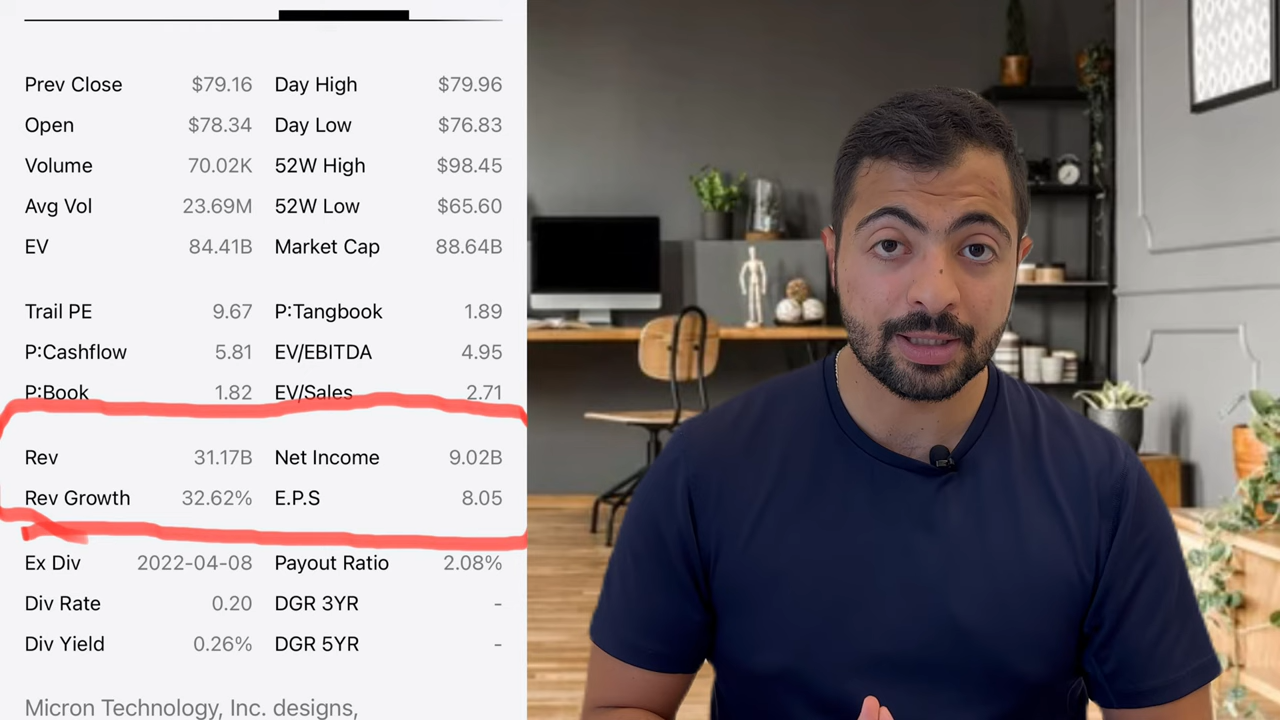 Prev Close $79.16 Day High $79.96
Open $78.34 Day Low $76.83
Volume 70.02K 52W High $98.45
Avg Vol 23.69M 52W Low $65.60
EV 84.41B Market Cap 88.64B
Trail PE 9.67 P:Tangbook 1.89
P:Cashflow 5.81 EV/EBITDA 4.95
P:Book 1.82 EV/Sales 2.71
Rev 31.17B Net Income 9.02B
Rev Growth 32.62% E.P.S 8.05
Ex Div 2022-04-08 Payout Ratio 2.08%
Div Rate 0.20 DGR 3YR -
Div Yield 0.26% DGR 5YR -
Micron Technology, Inc. designs,